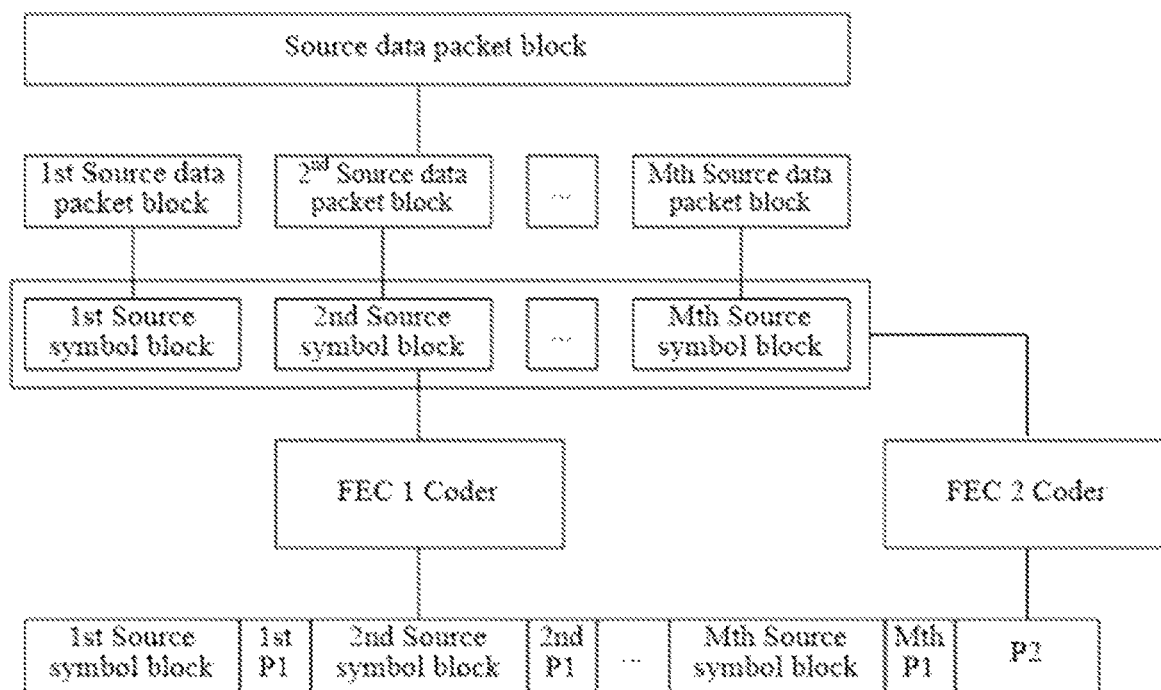 Source data packet block
1st Source data
packet block
2nd Source data
packet block
...
Mth Source data
packet block
1st Source
symbol block
2nd Source
symbol block
...
Mth Source
symbol block
FEC 1 Coder
FEC 2 Coder
1st Source
symbol block
1st
P1
2nd Source
symbol block
2nd
P1
...
Mth Source
symbol block
Mth
P1
P2